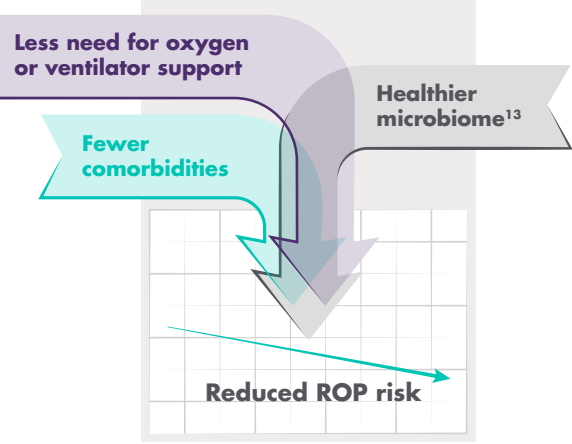 Less need for oxygen
or ventilator support
Healthier
microbiome¹³
Fewer
comorbidities
Reduced ROP risk